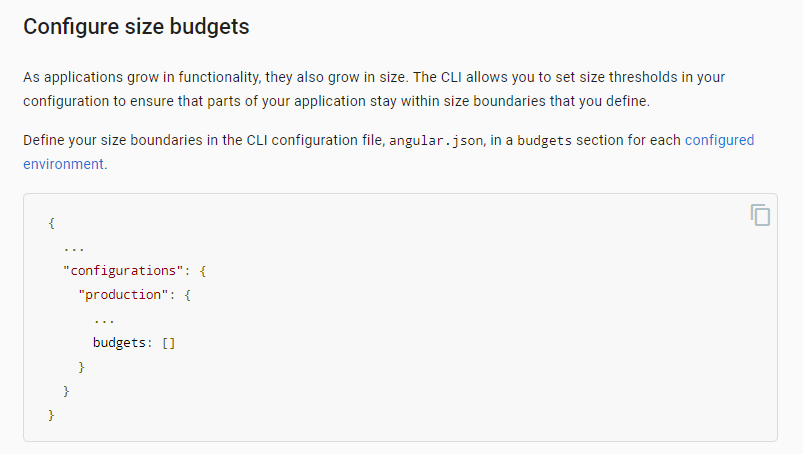 Configure size budgets
As applications grow in functionality, they also grow in size. The CLI allows you to set size thresholds in your
configuration to ensure that parts of your application stay within size boundaries that you define.
Define your size boundaries in the CLI configuration file, angular.json, in a budgets section for each configured
environment.
{
  ...
  "configurations": {
    "production": {
      ...
      budgets: []
    }
  }
}